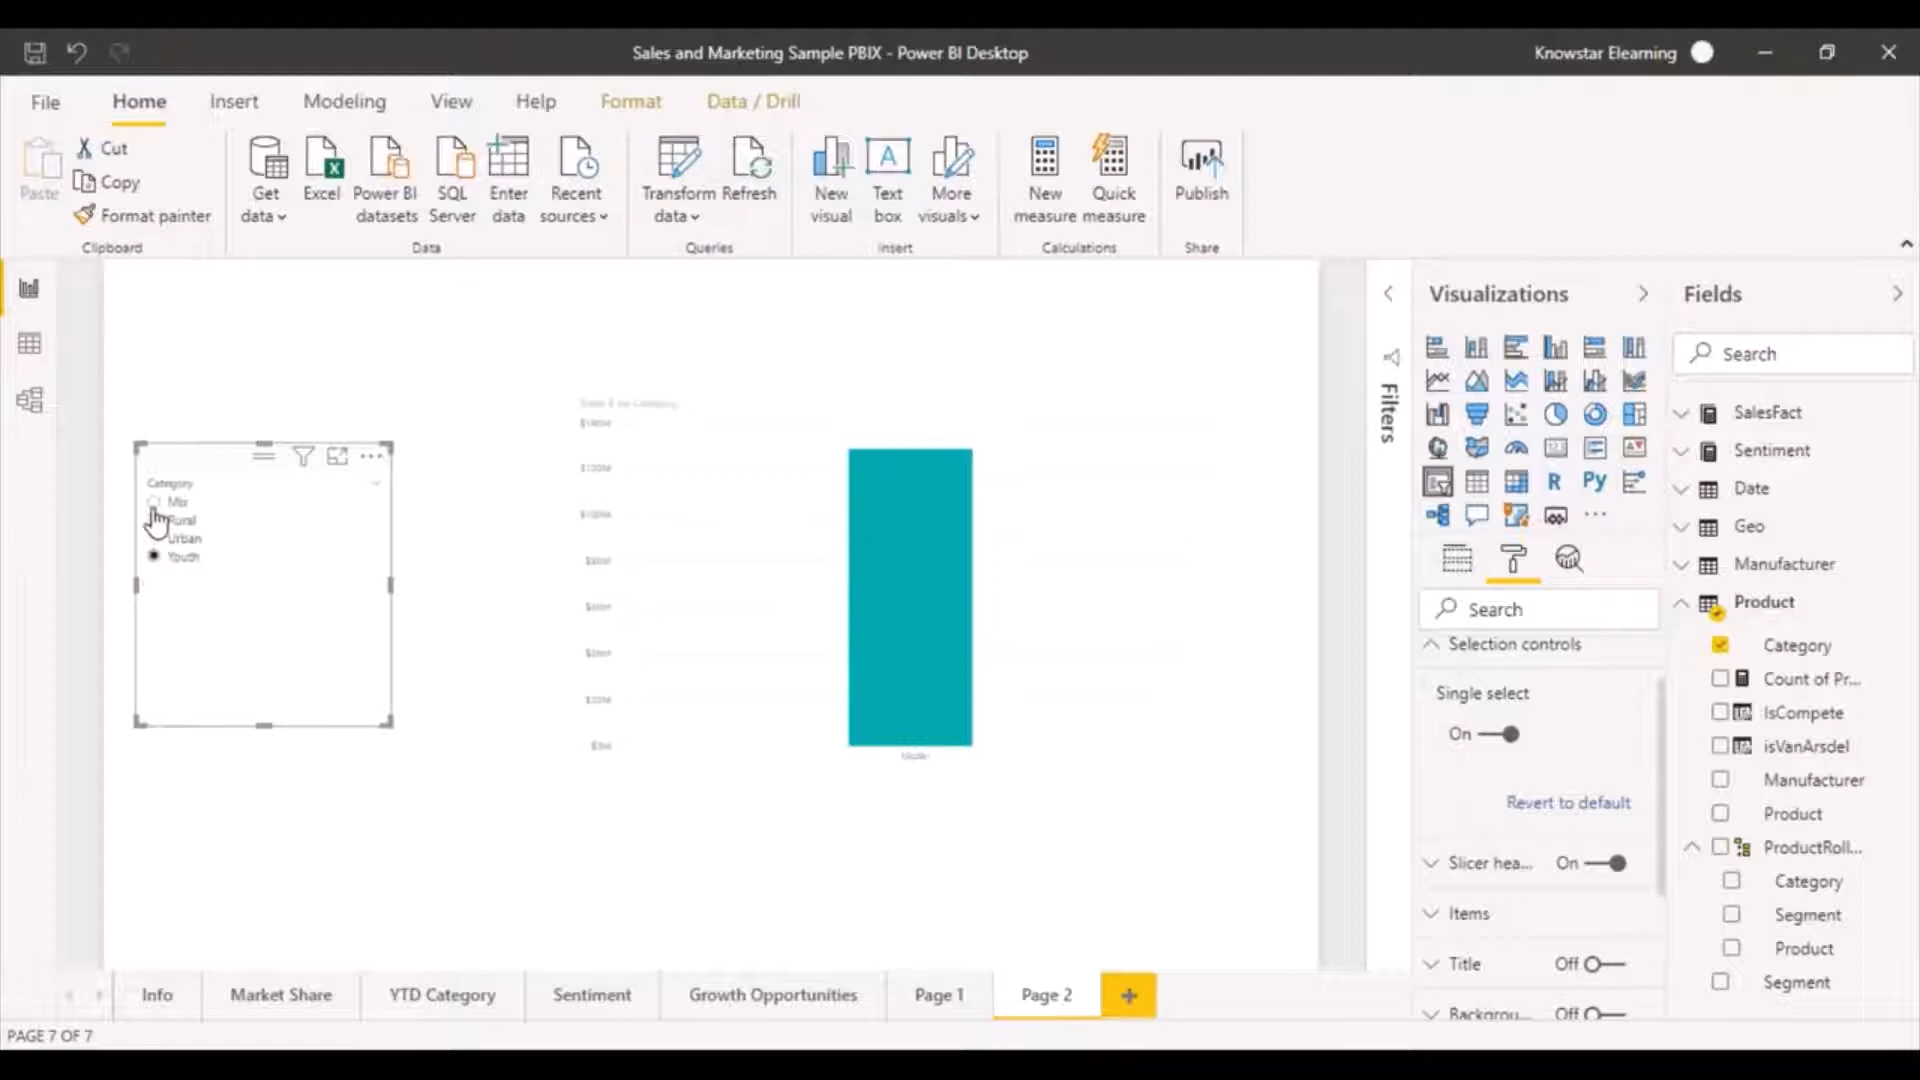 Sales and Marketing Sample PBIX - Power BI Desktop
Knowstar Elearning
File
Home
Insert
Modeling
View
Help
Format
Data / Drill
Paste
Cut
Copy
Format painter
Clipboard
Get data
Excel
Power BI datasets
SQL Server
Enter data
Recent sources
Data
Transform data
Refresh
Queries
New visual
Text box
More visuals
Insert
New measure
Quick measure
Calculations
Publish
Share
Category
Mix
Rural
Urban
Youth
$0M
Filters
Visualizations
R
Py
Search
Selection controls
Single select
On
Revert to default
Slicer hea... On
Items
Title Off
Backgrou... Off
Fields
Search
SalesFact
Sentiment
Date
Geo
Manufacturer
Product
Category
Count of Pr...
IsCompete
isVanArsdel
Manufacturer
Product
ProductRoll...
Category
Segment
Product
Segment
Info
Market Share
YTD Category
Sentiment
Growth Opportunities
Page 1
Page 2
PAGE 7 OF 7